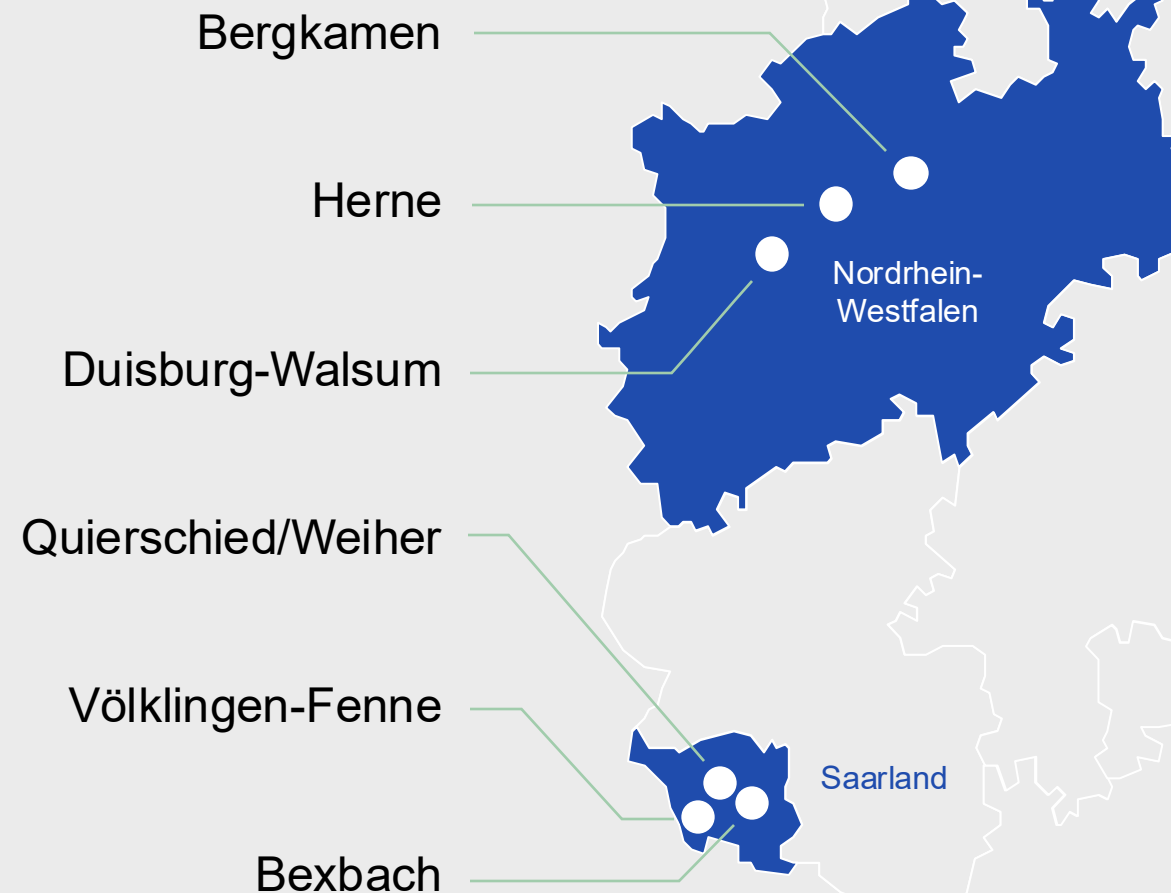 Bergkamen
Herne
Nordrhein-
Westfalen
Duisburg-Walsum
Quierschied/Weiher
Völklingen-Fenne
Saarland
Bexbach